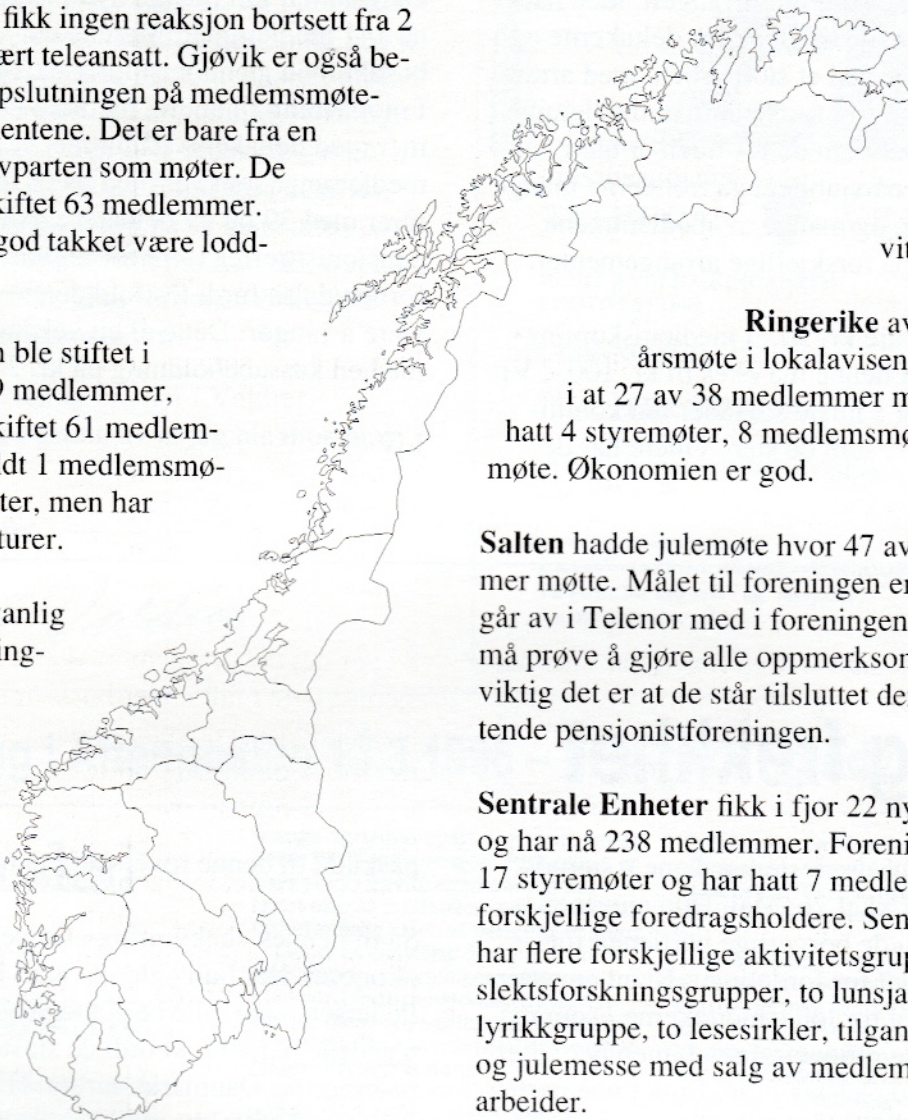 fikk ingen reaksjon bortsett fra 2
ært teleansatt. Gjøvik er også be-
pslutningen på medlemsmøte-
entene. Det er bare fra en
vparten som møter. De
kiftet 63 medlemmer.
god takket være lodd-
n ble stiftet i
9 medlemmer,
kiftet 61 medlem-
ldt 1 medlemsmø-
ter, men har
turer.
anlig
ing-
vit
Ringerike av
årsmøte i lokalavisen
i at 27 av 38 medlemmer m
hatt 4 styremøter, 8 medlemsmø
møte. Økonomien er god.
Salten hadde julemøte hvor 47 av
mer møtte. Målet til foreningen er
går av i Telenor med i foreningen
må prøve å gjøre alle oppmerkson
viktig det er at de står tilsluttet de
tende pensjonistforeningen.
Sentrale Enheter fikk i fjor 22 ny
og har nå 238 medlemmer. Foreni
17 styremøter og har hatt 7 medle
forskjellige foredragsholdere. Sen
har flere forskjellige aktivitetsgrup
slektsforskningsgrupper, to lunsja
lyrikkgruppe, to lesesirkler, tilgan
og julemesse med salg av medlem
arbeider.